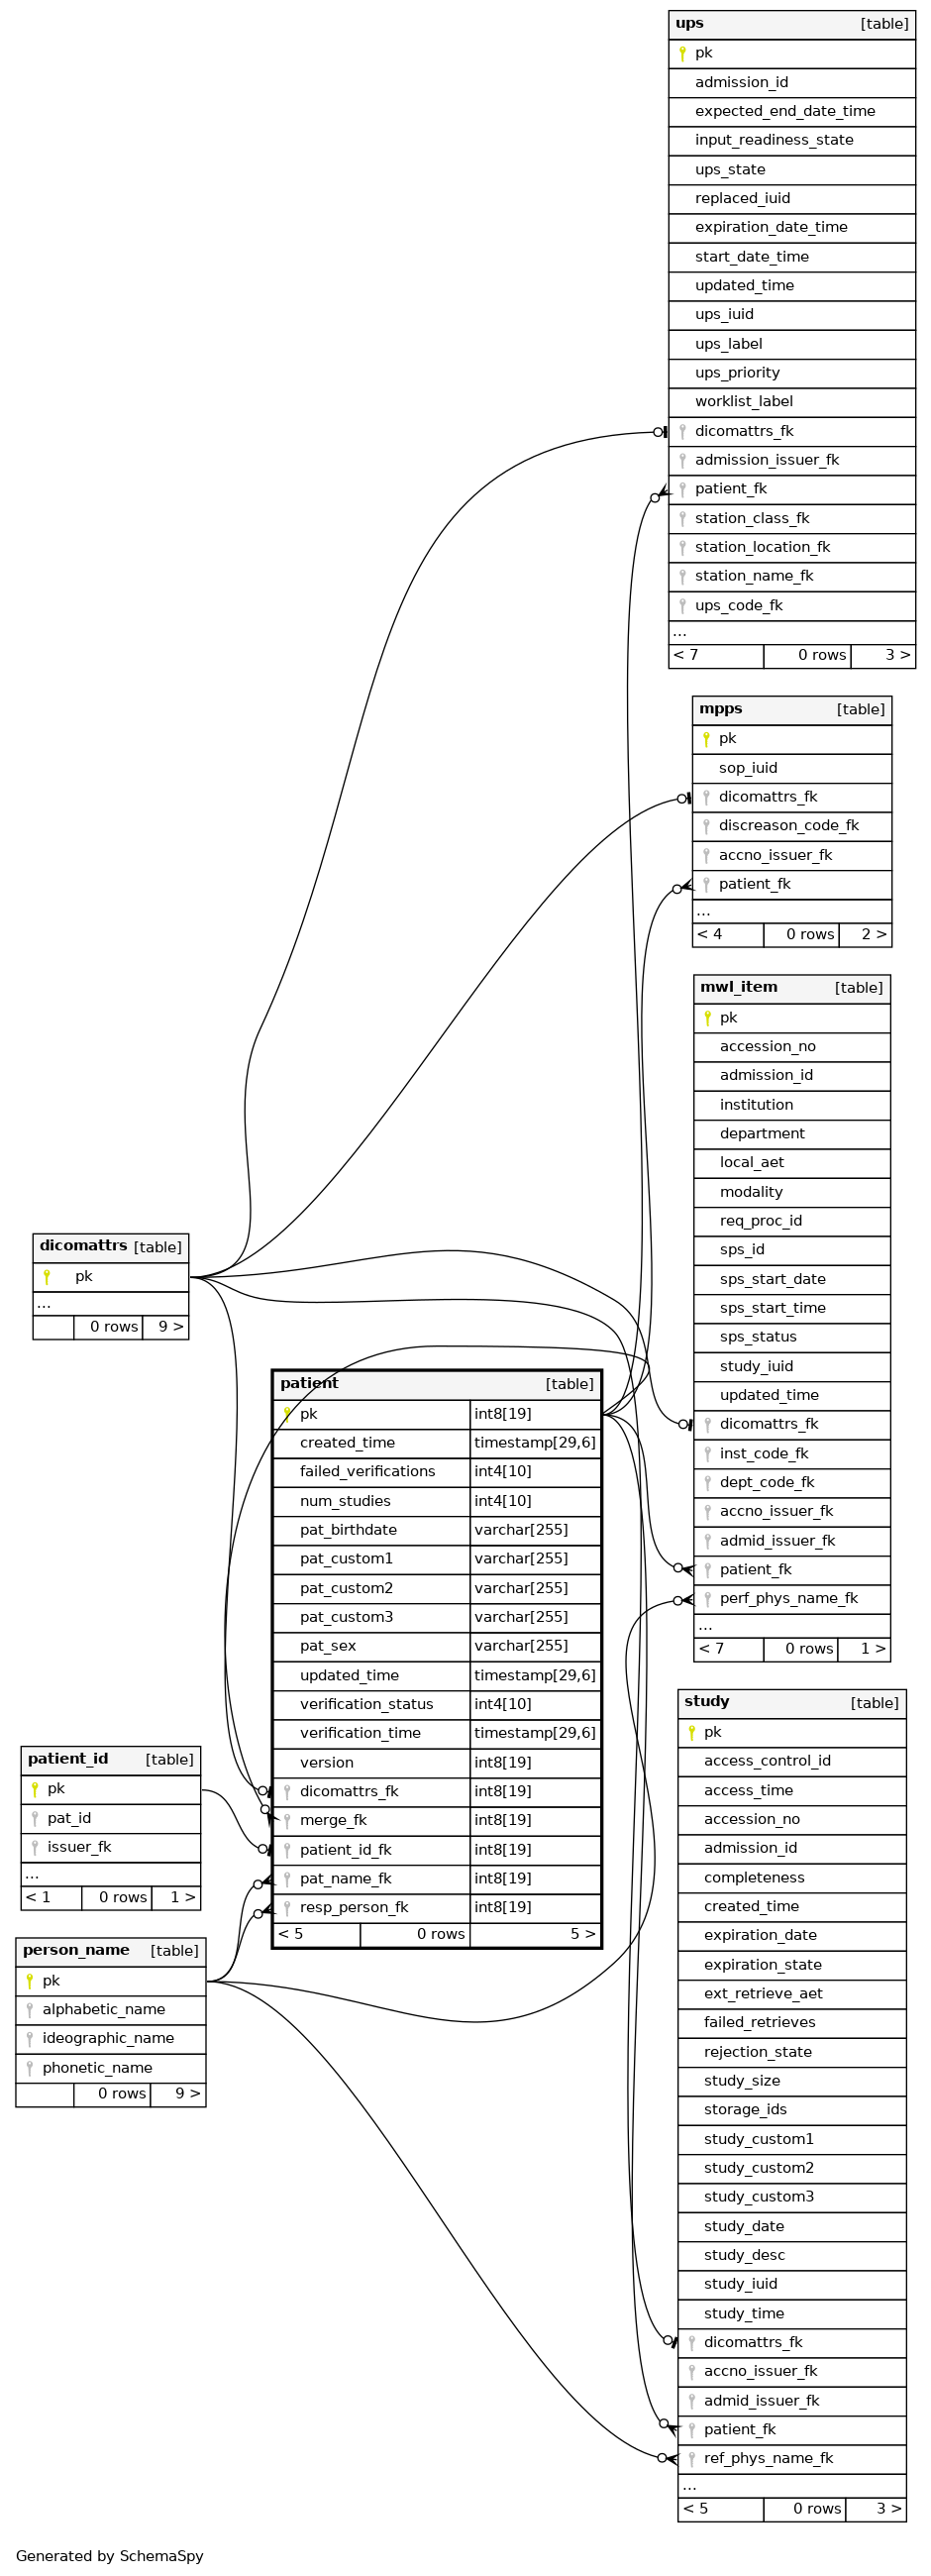 ups [table]
pk
admission_id
expected_end_date_time
input_readiness_state
ups_state
replaced_iuid
expiration_date_time
start_date_time
updated_time
ups_iuid
ups_label
ups_priority
worklist_label
dicomattrs_fk
admission_issuer_fk
patient_fk
station_class_fk
station_location_fk
station_name_fk
ups_code_fk
...
< 7 0 rows 3 >
mpps [table]
pk
sop_iuid
dicomattrs_fk
discreason_code_fk
accno_issuer_fk
patient_fk
...
< 4 0 rows 2 >
mwl_item [table]
pk
accession_no
admission_id
institution
department
local_aet
modality
req_proc_id
sps_id
sps_start_date
sps_start_time
sps_status
study_iuid
updated_time
dicomattrs_fk
inst_code_fk
dept_code_fk
accno_issuer_fk
admid_issuer_fk
patient_fk
perf_phys_name_fk
...
< 7 0 rows 1 >
dicomattrs [table]
pk
...
0 rows 9 >
patient [table]
pk int8[19]
created_time timestamp[29,6]
failed_verifications int4[10]
num_studies int4[10]
pat_birthdate varchar[255]
pat_custom1 varchar[255]
pat_custom2 varchar[255]
pat_custom3 varchar[255]
pat_sex varchar[255]
updated_time timestamp[29,6]
verification_status int4[10]
verification_time timestamp[29,6]
version int8[19]
dicomattrs_fk int8[19]
merge_fk int8[19]
patient_id_fk int8[19]
pat_name_fk int8[19]
resp_person_fk int8[19]
< 5 0 rows 5 >
patient_id [table]
pk
pat_id
issuer_fk
...
< 1 0 rows 1 >
person_name [table]
pk
alphabetic_name
ideographic_name
phonetic_name
0 rows 9 >
study [table]
pk
access_control_id
access_time
accession_no
admission_id
completeness
created_time
expiration_date
expiration_state
ext_retrieve_aet
failed_retrieves
rejection_state
study_size
storage_ids
study_custom1
study_custom2
study_custom3
study_date
study_desc
study_iuid
study_time
dicomattrs_fk
accno_issuer_fk
admid_issuer_fk
patient_fk
ref_phys_name_fk
...
< 5 0 rows 3 >
Generated by SchemaSpy